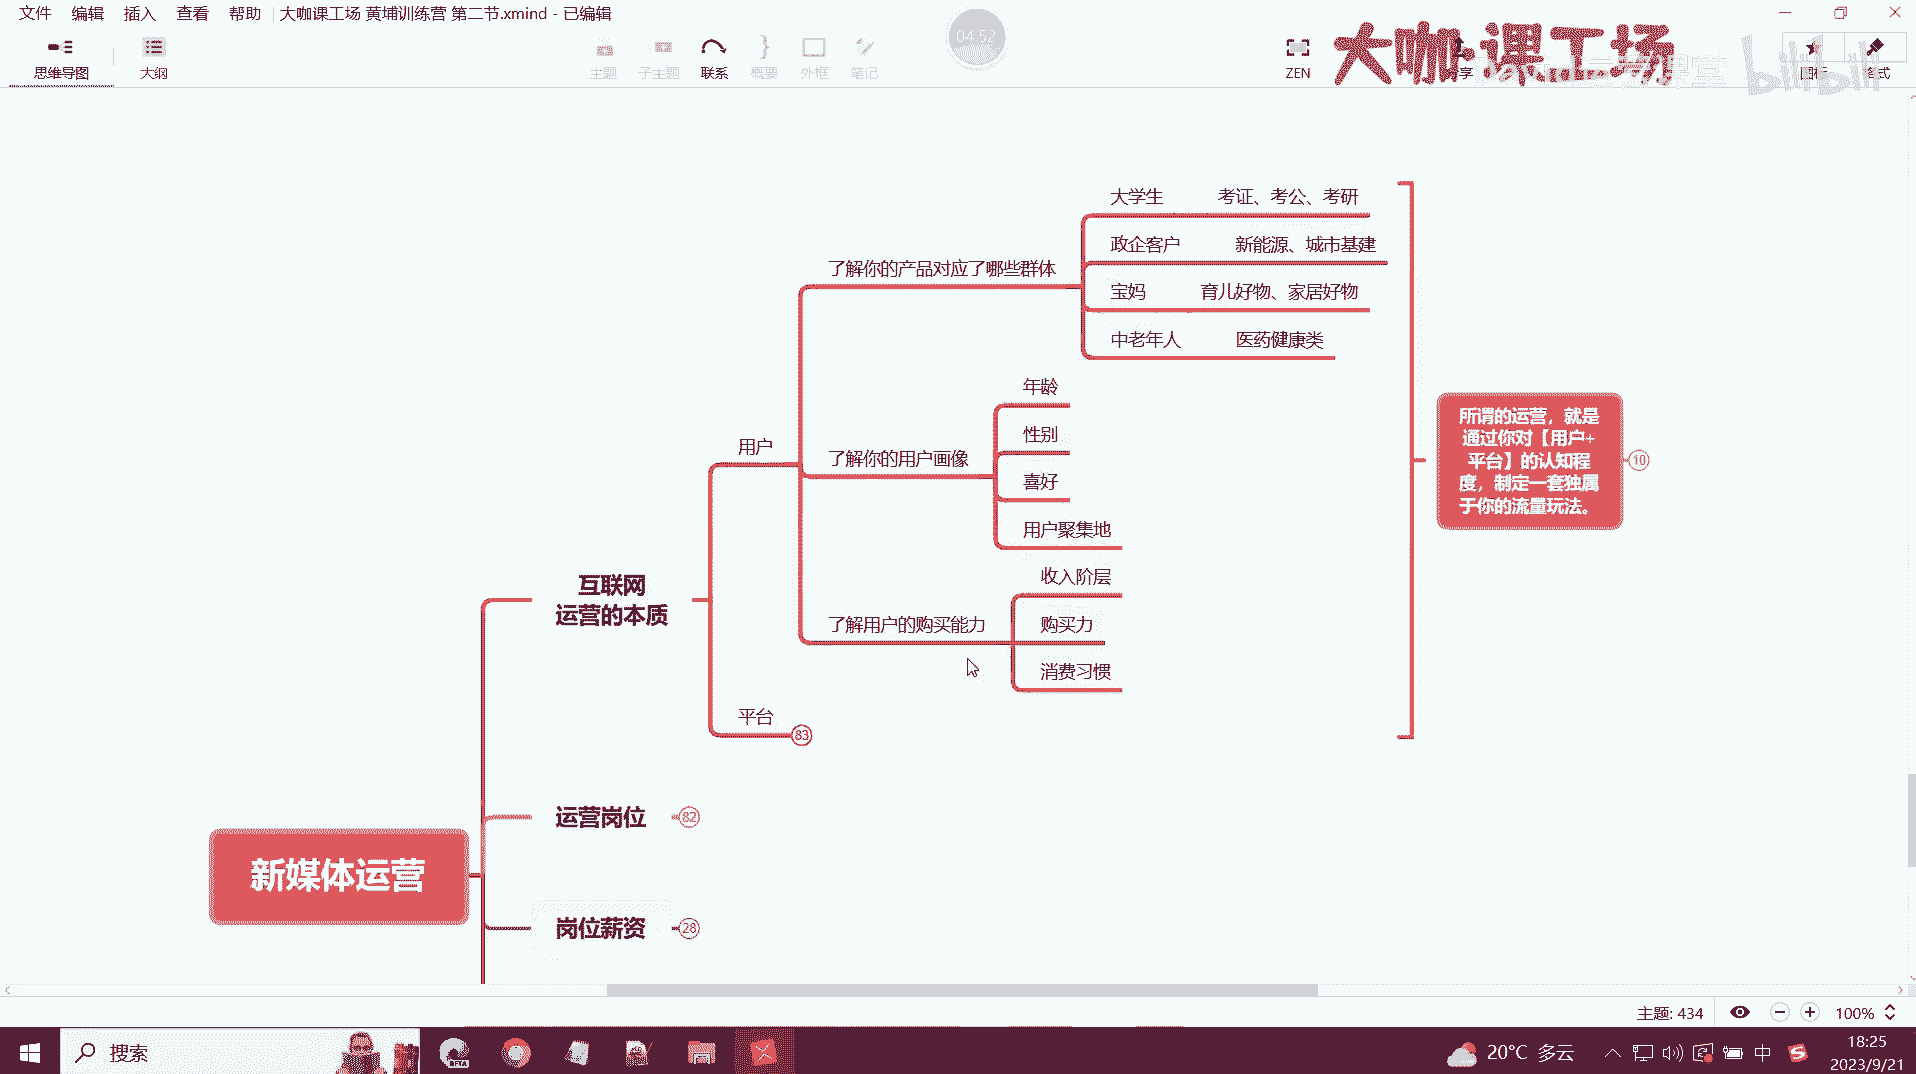 文件 编辑 插入 查看 帮助 大咖课工场 黄埔训练营 第二节.xmind - 已编辑
思维导图 大纲 主题 子主题 联系 概要 外框 笔记 04:52 ZEN 大咖·课工场 bilibili
大学生 考证、考公、考研
政企客户 新能源、城市基建
了解你的产品对应了哪些群体
宝妈 育儿好物、家居好物
中老年人 医药健康类
年龄
性别
用户
了解你的用户画像
喜好
用户聚集地
收入阶层
了解用户的购买能力
购买力
消费习惯
所谓的运营，就是
通过你对【用户+
平台】的认知程
度，制定一套独属
于你的流量玩法。
10
互联网
运营的本质
平台 83
运营岗位 82
新媒体运营
岗位薪资 28
主题: 434 100%
搜索 BETA 20°C 多云 中 18:25
2023/9/21